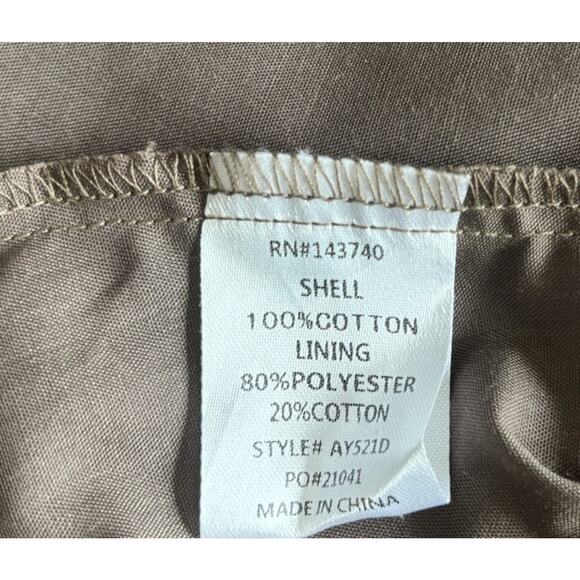 RN#143740
SHELL
100%COTTON
LINING
80%POLYESTER
20%COTTON
STYLE# AY521D
PO#21041
MADE IN CHINA